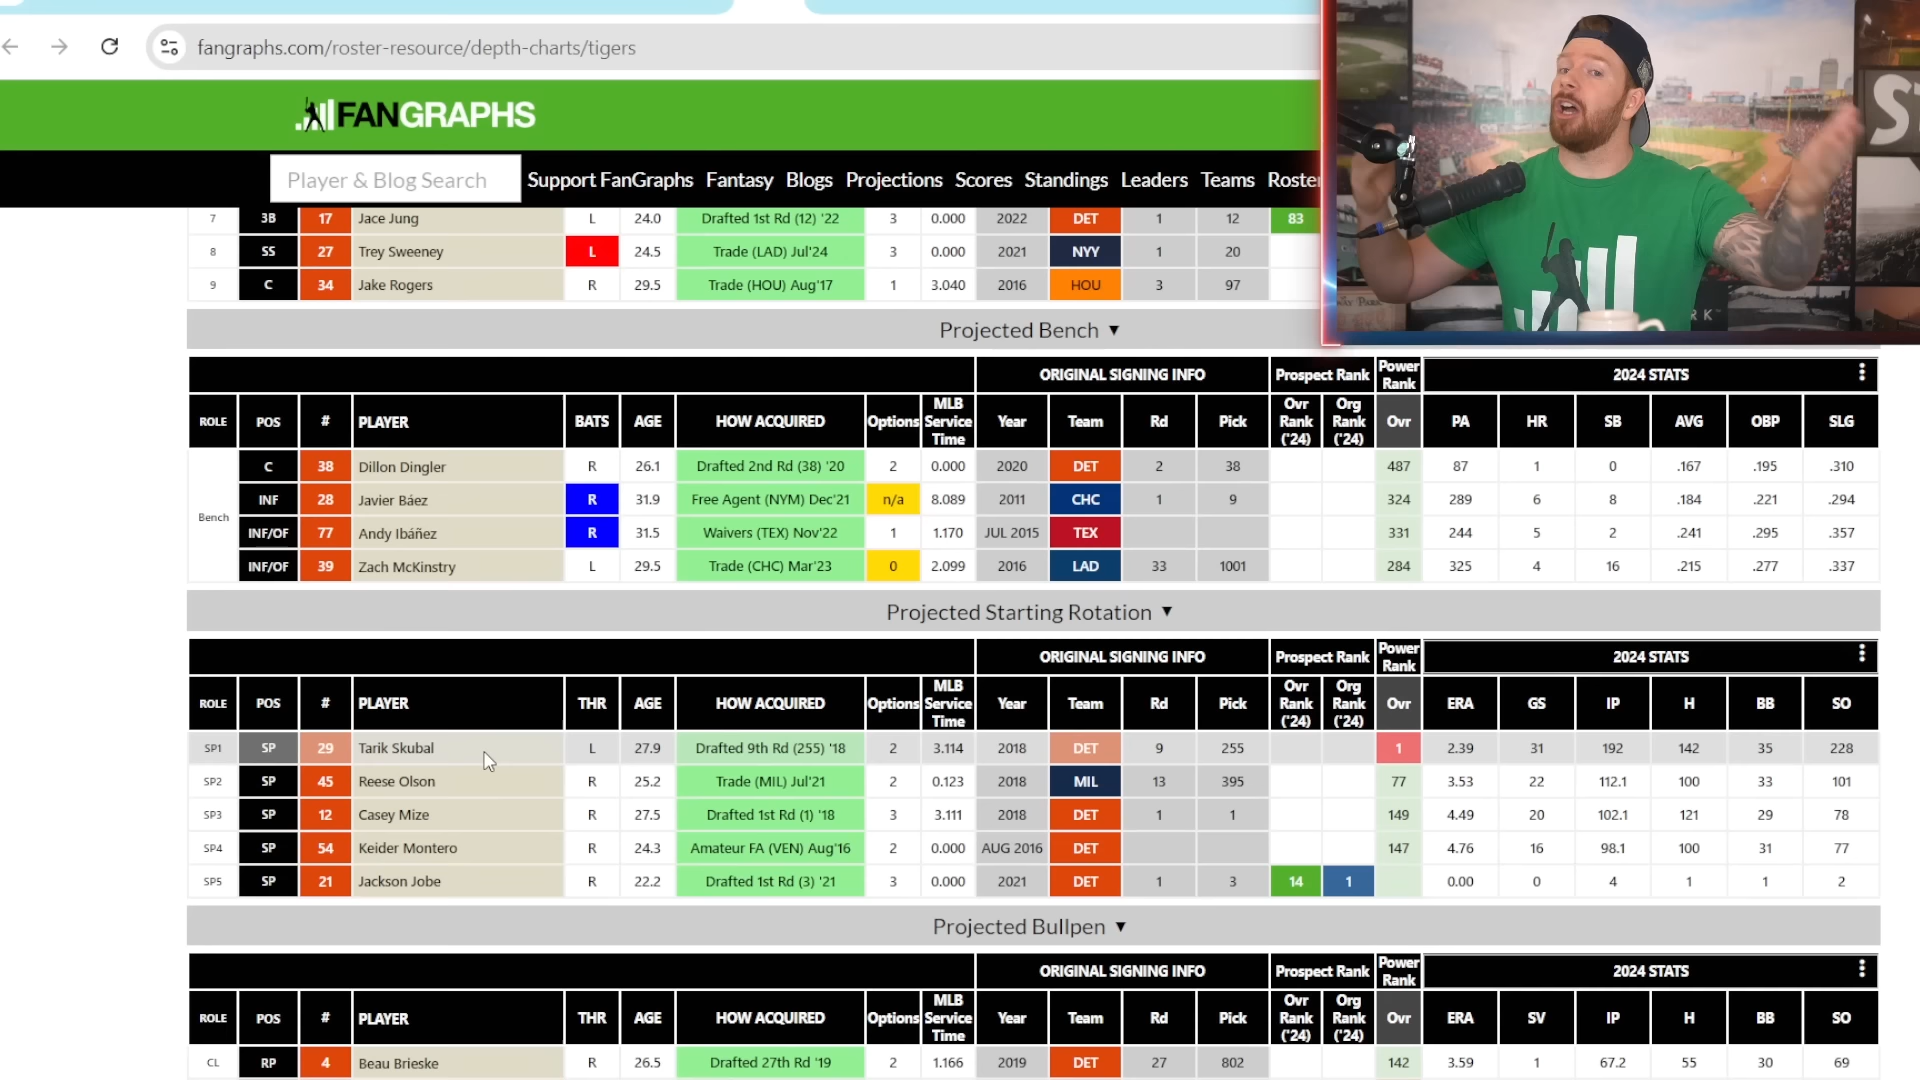 fangraphs.com/roster-resource/depth-charts/tigers
FANGRAPHS
Player & Blog Search Support FanGraphs Fantasy Blogs Projections Scores Standings Leaders Teams Roster
7 3B 17 Jace Jung L 24.0 Drafted 1st Rd (12) '22 3 0.000 2022 DET 1 12 83
8 SS 27 Trey Sweeney L 24.5 Trade (LAD) Jul'24 3 0.000 2021 NYY 1 20
9 C 34 Jake Rogers R 29.5 Trade (HOU) Aug'17 1 3.040 2016 HOU 3 97
Projected Bench ▼
ORIGINAL SIGNING INFO Prospect Rank Power Rank 2024 STATS
ROLE POS # PLAYER BATS AGE HOW ACQUIRED Options MLB Service Time Year Team Rd Pick Ovr Rank ('24) Org Rank ('24) Ovr PA HR SB AVG OBP SLG
Bench
C 38 Dillon Dingler R 26.1 Drafted 2nd Rd (38) '20 2 0.000 2020 DET 2 38 487 87 1 0 .167 .195 .310
INF 28 Javier Báez R 31.9 Free Agent (NYM) Dec'21 n/a 8.089 2011 CHC 1 9 324 289 6 8 .184 .221 .294
INF/OF 77 Andy Ibáñez R 31.5 Waivers (TEX) Nov'22 1 1.170 JUL 2015 TEX 331 244 5 2 .241 .295 .357
INF/OF 39 Zach McKinstry L 29.5 Trade (CHC) Mar'23 0 2.099 2016 LAD 33 1001 284 325 4 16 .215 .277 .337
Projected Starting Rotation ▼
ORIGINAL SIGNING INFO Prospect Rank Power Rank 2024 STATS
ROLE POS # PLAYER THR AGE HOW ACQUIRED Options MLB Service Time Year Team Rd Pick Ovr Rank ('24) Org Rank ('24) Ovr ERA GS IP H BB SO
SP1 SP 29 Tarik Skubal L 27.9 Drafted 9th Rd (255) '18 2 3.114 2018 DET 9 255 1 2.39 31 192 142 35 228
SP2 SP 45 Reese Olson R 25.2 Trade (MIL) Jul'21 2 0.123 2018 MIL 13 395 77 3.53 22 112.1 100 33 101
SP3 SP 12 Casey Mize R 27.5 Drafted 1st Rd (1) '18 3 3.111 2018 DET 1 1 149 4.49 20 102.1 121 29 78
SP4 SP 54 Keider Montero R 24.3 Amateur FA (VEN) Aug'16 2 0.000 AUG 2016 DET 147 4.76 16 98.1 100 31 77
SP5 SP 21 Jackson Jobe R 22.2 Drafted 1st Rd (3) '21 3 0.000 2021 DET 1 3 14 1 0.00 0 4 1 1 2
Projected Bullpen ▼
ORIGINAL SIGNING INFO Prospect Rank Power Rank 2024 STATS
ROLE POS # PLAYER THR AGE HOW ACQUIRED Options MLB Service Time Year Team Rd Pick Ovr Rank ('24) Org Rank ('24) Ovr ERA SV IP H BB SO
CL RP 4 Beau Brieske R 26.5 Drafted 27th Rd '19 2 1.166 2019 DET 27 802 142 3.59 1 67.2 55 30 69